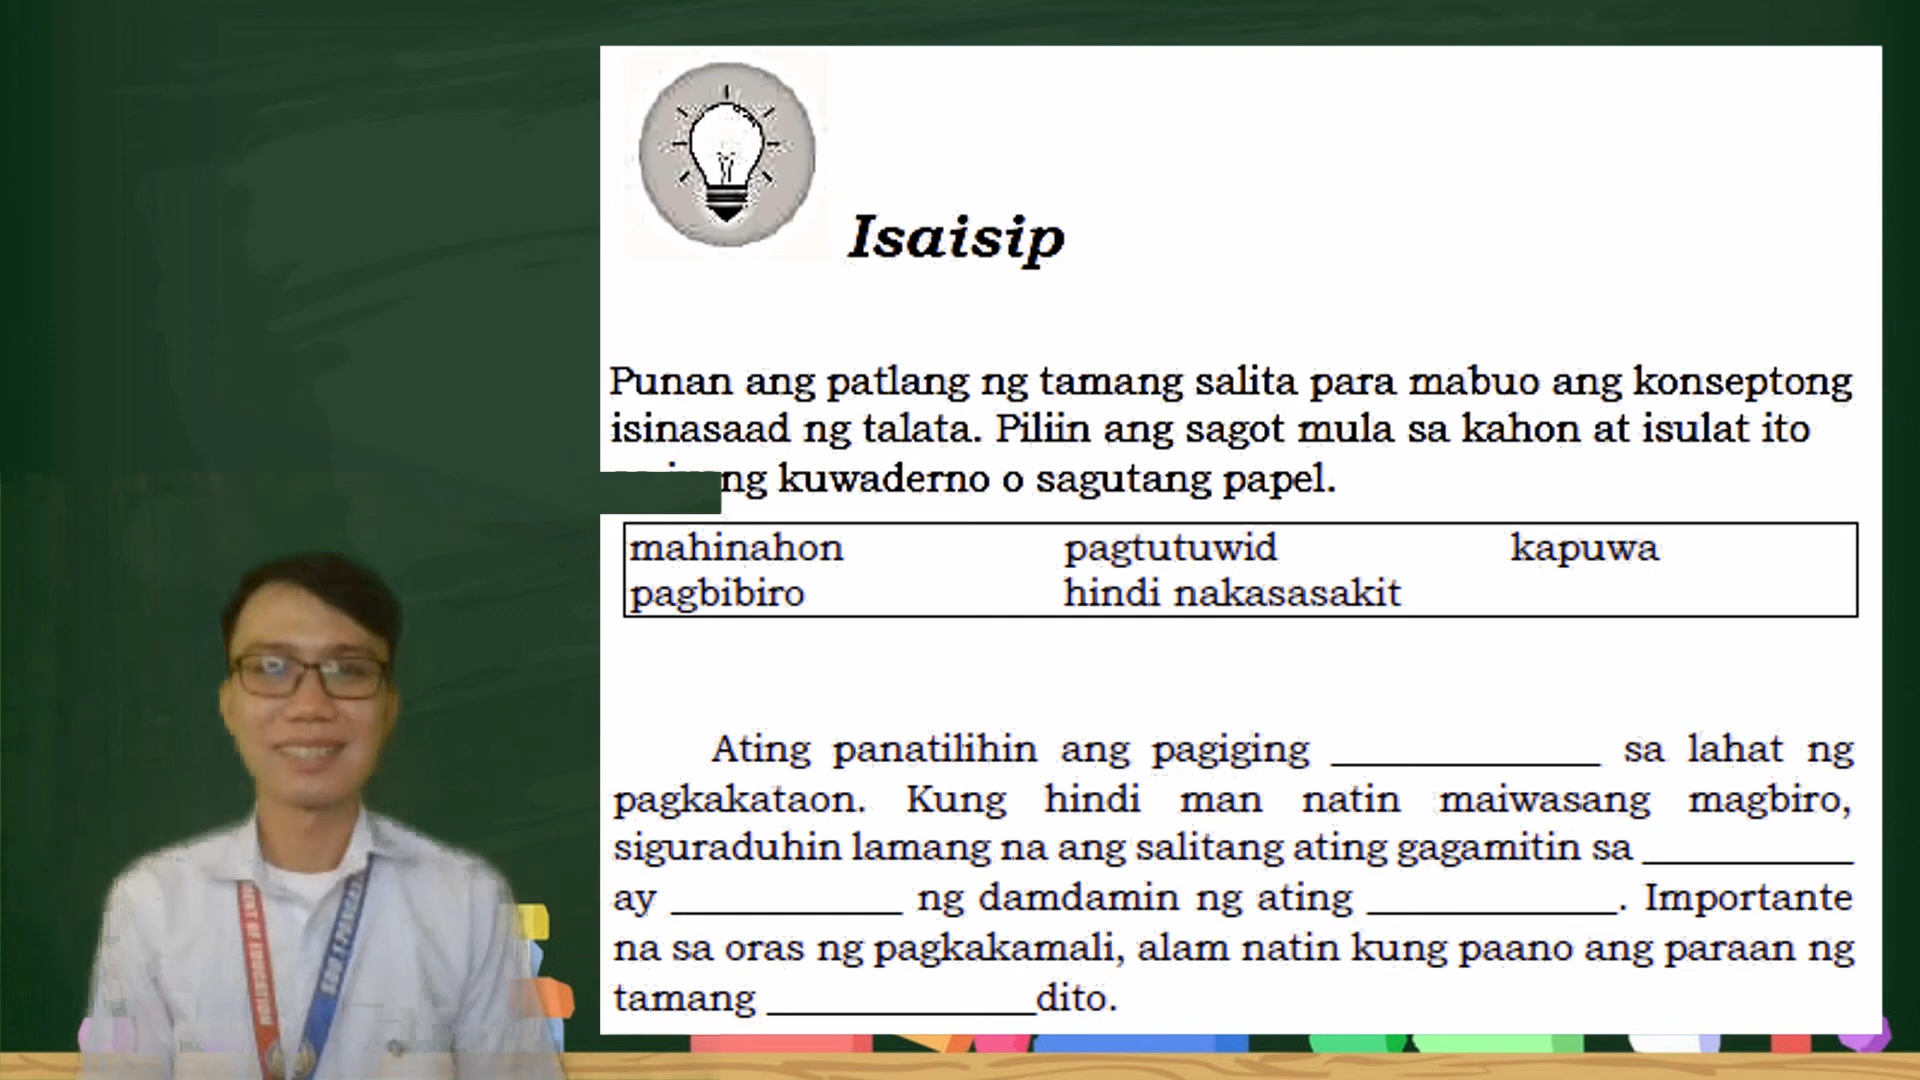 Isaisip
Punan ang patlang ng tamang salita para mabuo ang konseptong
isinasaad ng talata. Piliin ang sagot mula sa kahon at isulat ito
ng kuwaderno o sagutang papel.
mahinahon pagtutuwid kapuwa
pagbibiro hindi nakasasakit
Ating panatilihin ang pagiging ____________ sa lahat ng
pagkakataon. Kung hindi man natin maiwasang magbiro,
siguraduhin lamang na ang salitang ating gagamitin sa __________
ay ___________ ng damdamin ng ating ____________. Importante
na sa oras ng pagkakamali, alam natin kung paano ang paraan ng
tamang _____________dito.
OF EDUCATION